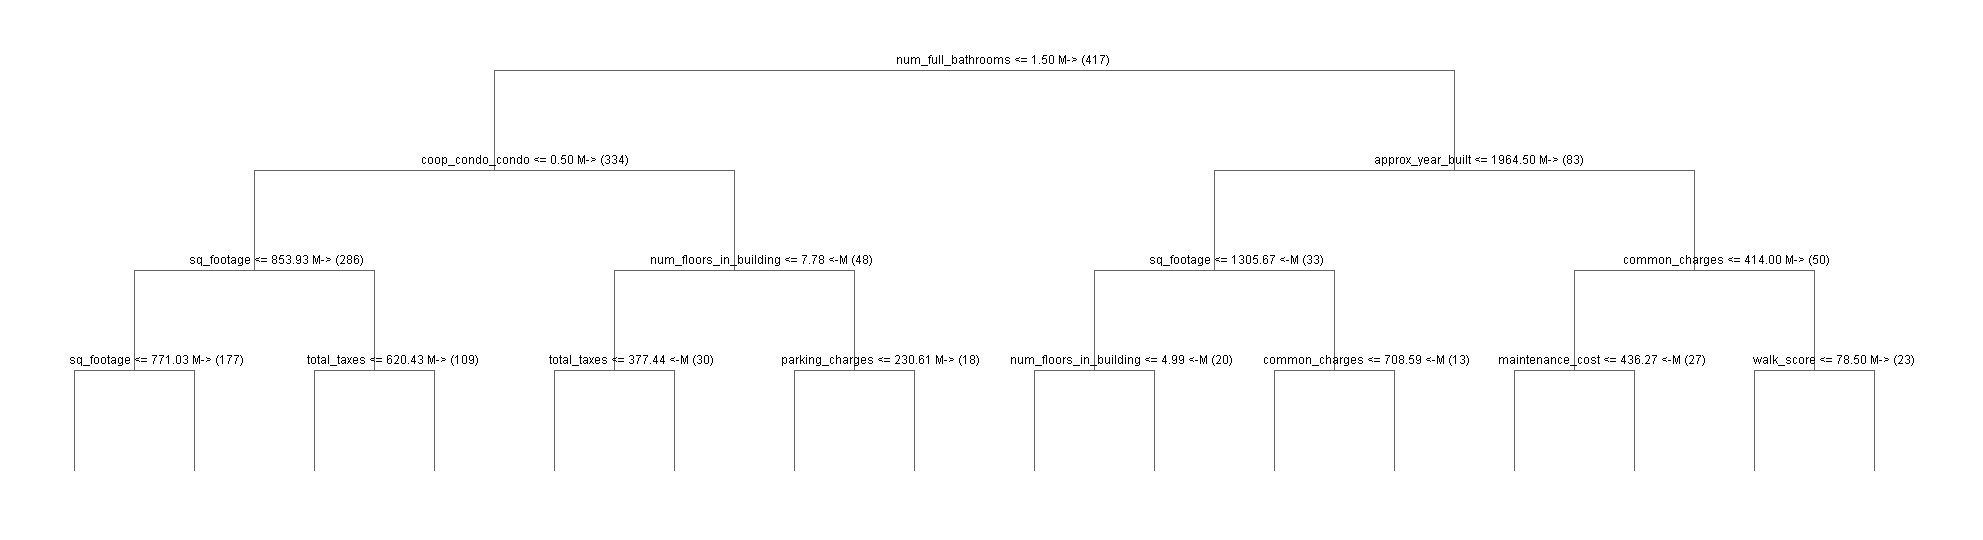 num_full_bathrooms <= 1.50 M-> (417)
coop_condo_condo <= 0.50 M-> (334)
approx_year_built <= 1964.50 M-> (83)
sq_footage <= 853.93 M-> (286)
num_floors_in_building <= 7.78 <-M (48)
sq_footage <= 1305.67 <-M (33)
common_charges <= 414.00 M-> (50)
sq_footage <= 771.03 M-> (177)
total_taxes <= 620.43 M-> (109)
total_taxes <= 377.44 <-M (30)
parking_charges <= 230.61 M-> (18)
num_floors_in_building <= 4.99 <-M (20)
common_charges <= 708.59 <-M (13)
maintenance_cost <= 436.27 <-M (27)
walk_score <= 78.50 M-> (23)